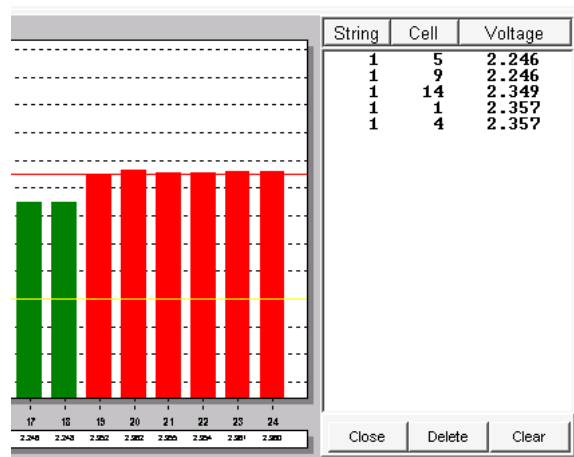 String Cell Voltage
1 5 2.246
1 9 2.246
1 14 2.349
1 1 2.357
1 4 2.357
17 18 19 20 21 22 23 24
Close Delete Clear